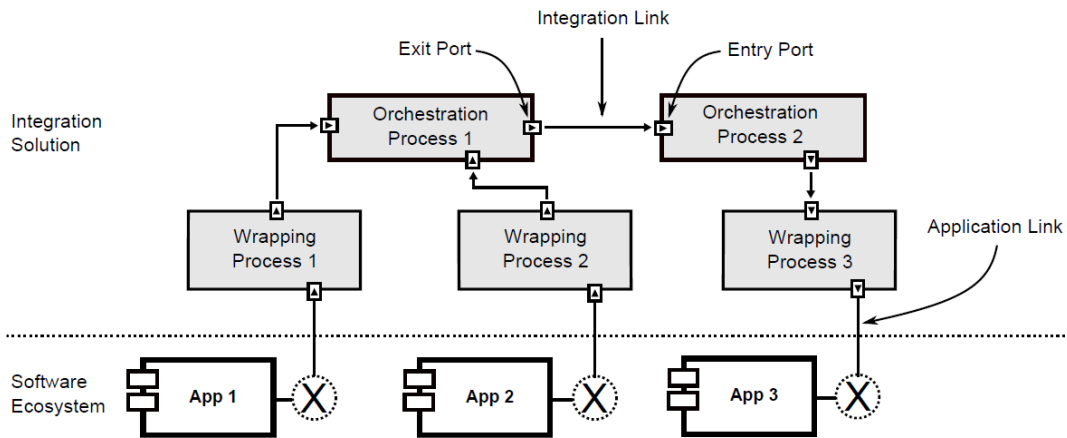 Integration Link
Exit Port
Entry Port
Integration
Solution
Orchestration
Process 1
Orchestration
Process 2
Wrapping
Process 1
Wrapping
Process 2
Wrapping
Process 3
Application Link
Software
Ecosystem
App 1
X
App 2
X
App 3
X